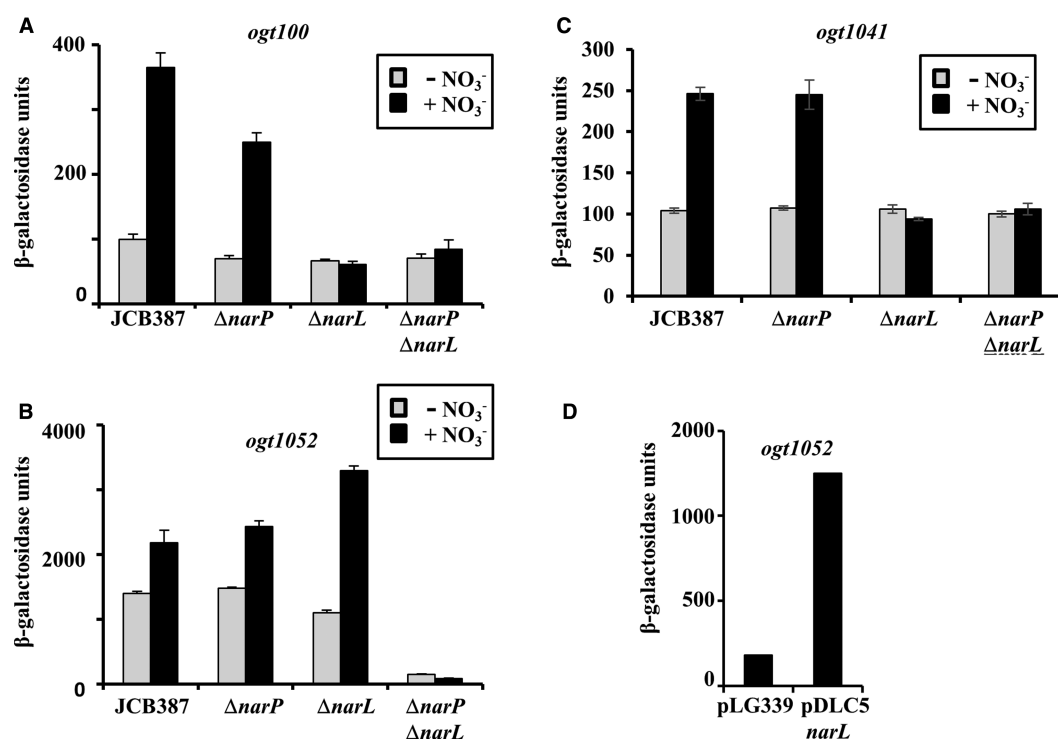 A
ogt100
β-galactosidase units
400
200
0
- NO₃⁻
+ NO₃⁻
JCB387 ΔnarP ΔnarL ΔnarP
ΔnarL
C
ogt1041
β-galactosidase units
300
250
200
150
100
50
0
- NO₃⁻
+ NO₃⁻
JCB387 ΔnarP ΔnarL ΔnarP
ΔnarL
B
ogt1052
β-galactosidase units
4000
2000
0
- NO₃⁻
+ NO₃⁻
JCB387 ΔnarP ΔnarL ΔnarP
ΔnarL
D
ogt1052
β-galactosidase units
2000
1000
500
0
pLG339 pDLC5
narL